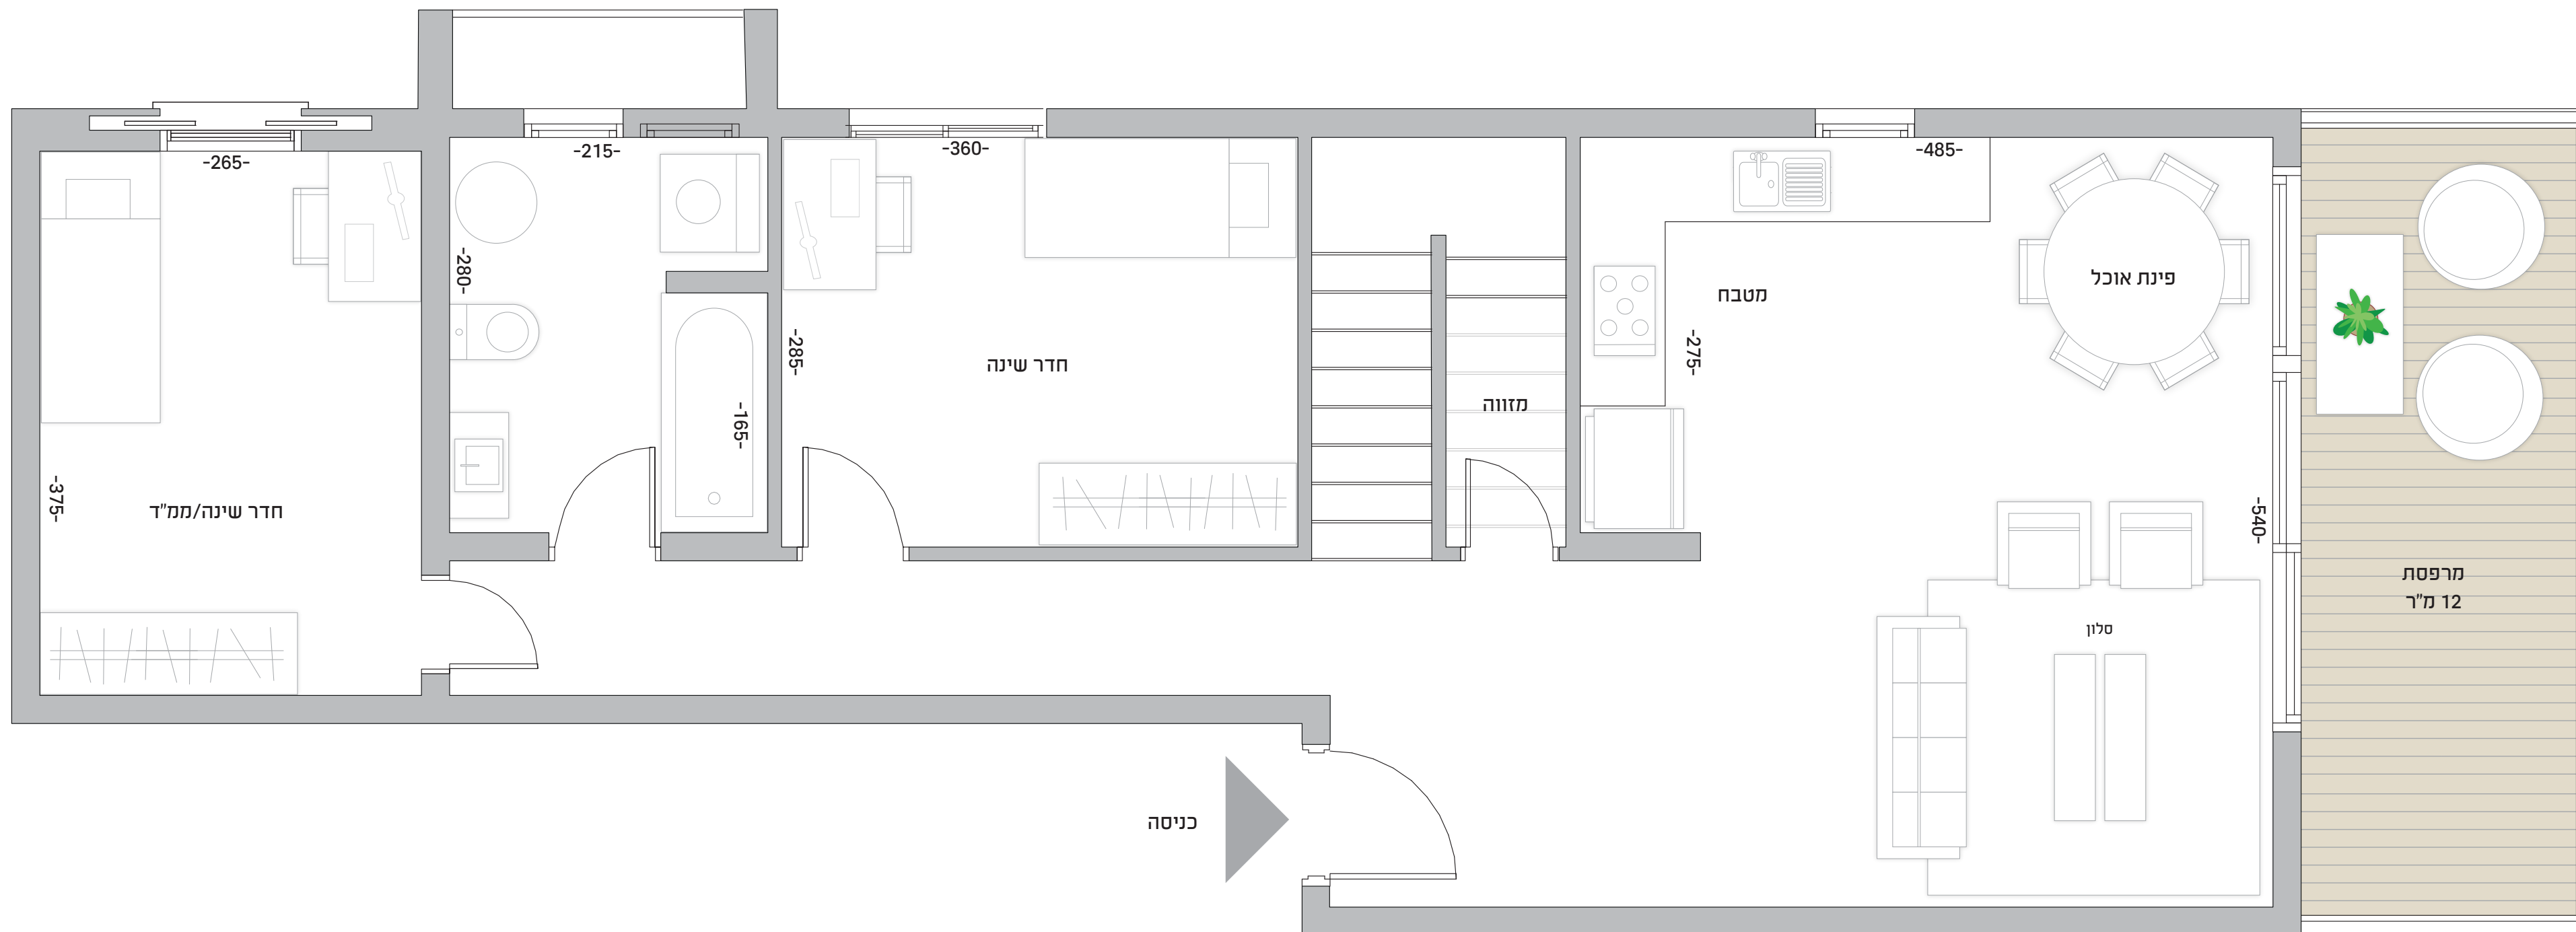 -265-
-215-
-360-
-485-
-280-
פינת אוכל
מטבח
-285-
-275-
חדר שינה
מזווה
-165-
-375-
חדר שינה/ממ"ד
-540-
מרפסת
12 מ"ר
סלון
כניסה